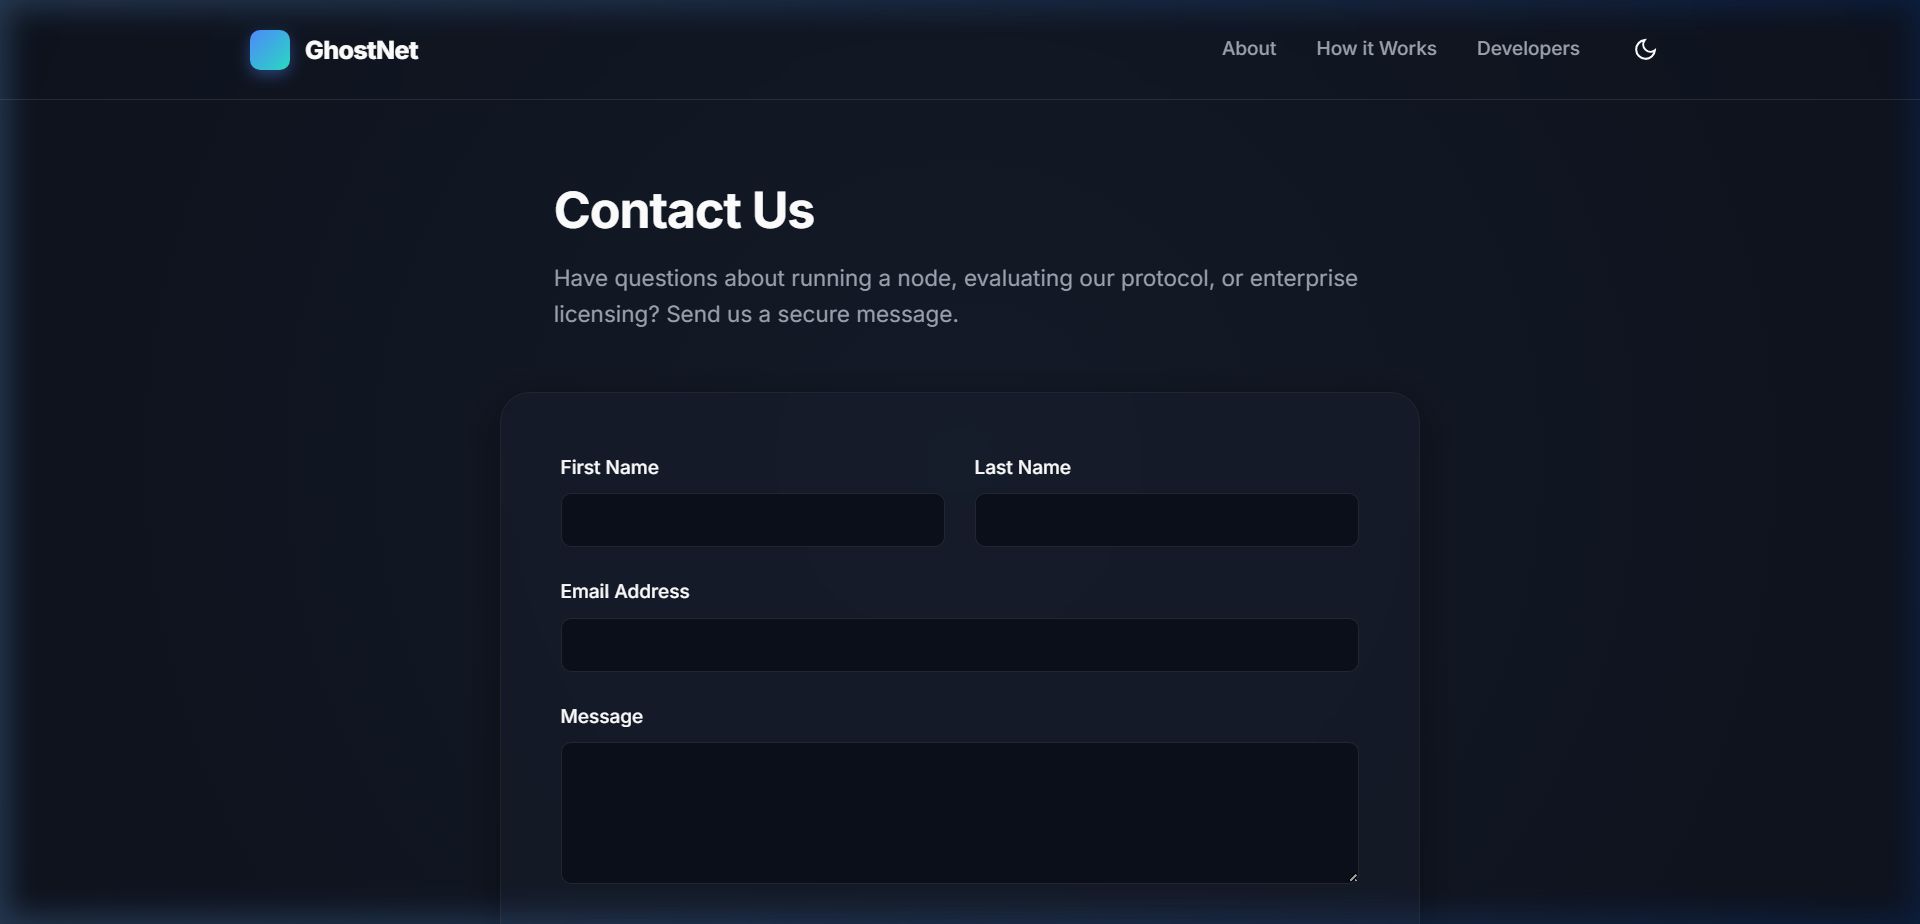 GhostNet
About
How it Works
Developers
Contact Us
Have questions about running a node, evaluating our protocol, or enterprise
licensing? Send us a secure message.
First Name
Last Name
Email Address
Message